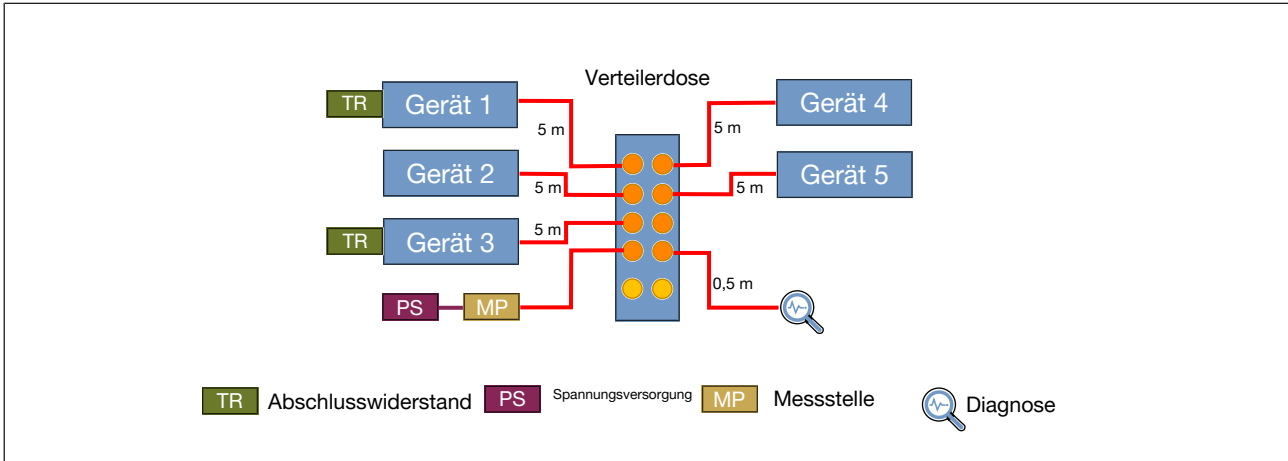 Verteilerdose
TR Gerät 1
5 m
5 m
Gerät 4
Gerät 2
5 m
5 m
Gerät 5
TR Gerät 3
5 m
PS MP
0,5 m
TR Abschlusswiderstand PS Spannungsversorgung MP Messstelle Diagnose